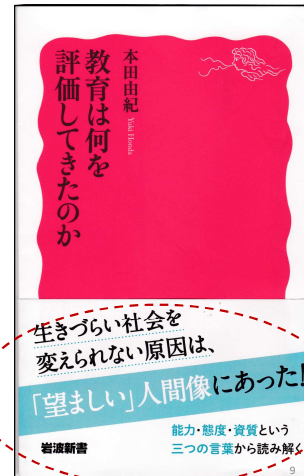 本田由紀 Yuki Honda
教育は何を
評価してきたのか
生きづらい社会を
変えられない原因は、
「望ましい」人間像にあった!
能力・態度・資質という
三つの言葉から読み解く
岩波新書
9